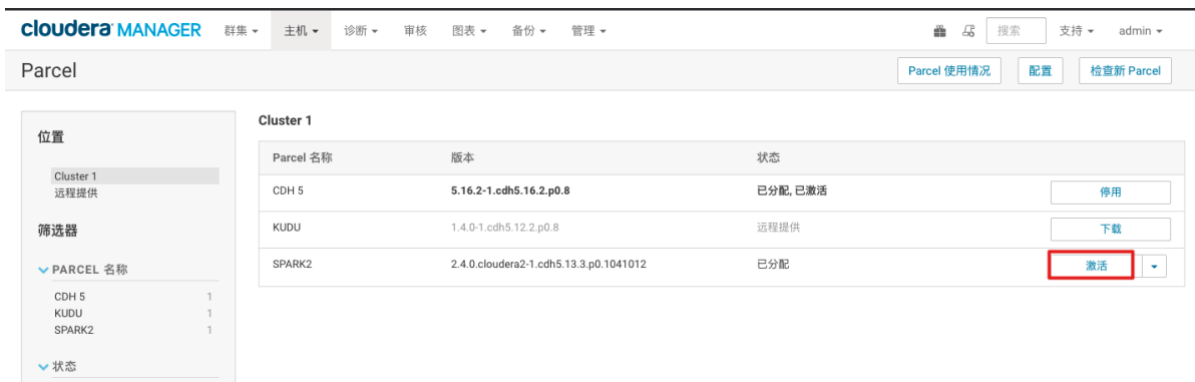 cloudera MANAGER 群集 主机 诊断 审核 图表 备份 管理 搜索 支持 admin
Parcel Parcel 使用情况 配置 检查新 Parcel
位置
Cluster 1
远程提供
筛选器
PARCEL 名称
CDH 5 1
KUDU 1
SPARK2 1
状态
Cluster 1
Parcel 名称 版本 状态
CDH 5 5.16.2-1.cdh5.16.2.p0.8 已分配, 已激活 停用
KUDU 1.4.0-1.cdh5.12.2.p0.8 远程提供 下载
SPARK2 2.4.0.cloudera2-1.cdh5.13.3.p0.1041012 已分配 激活